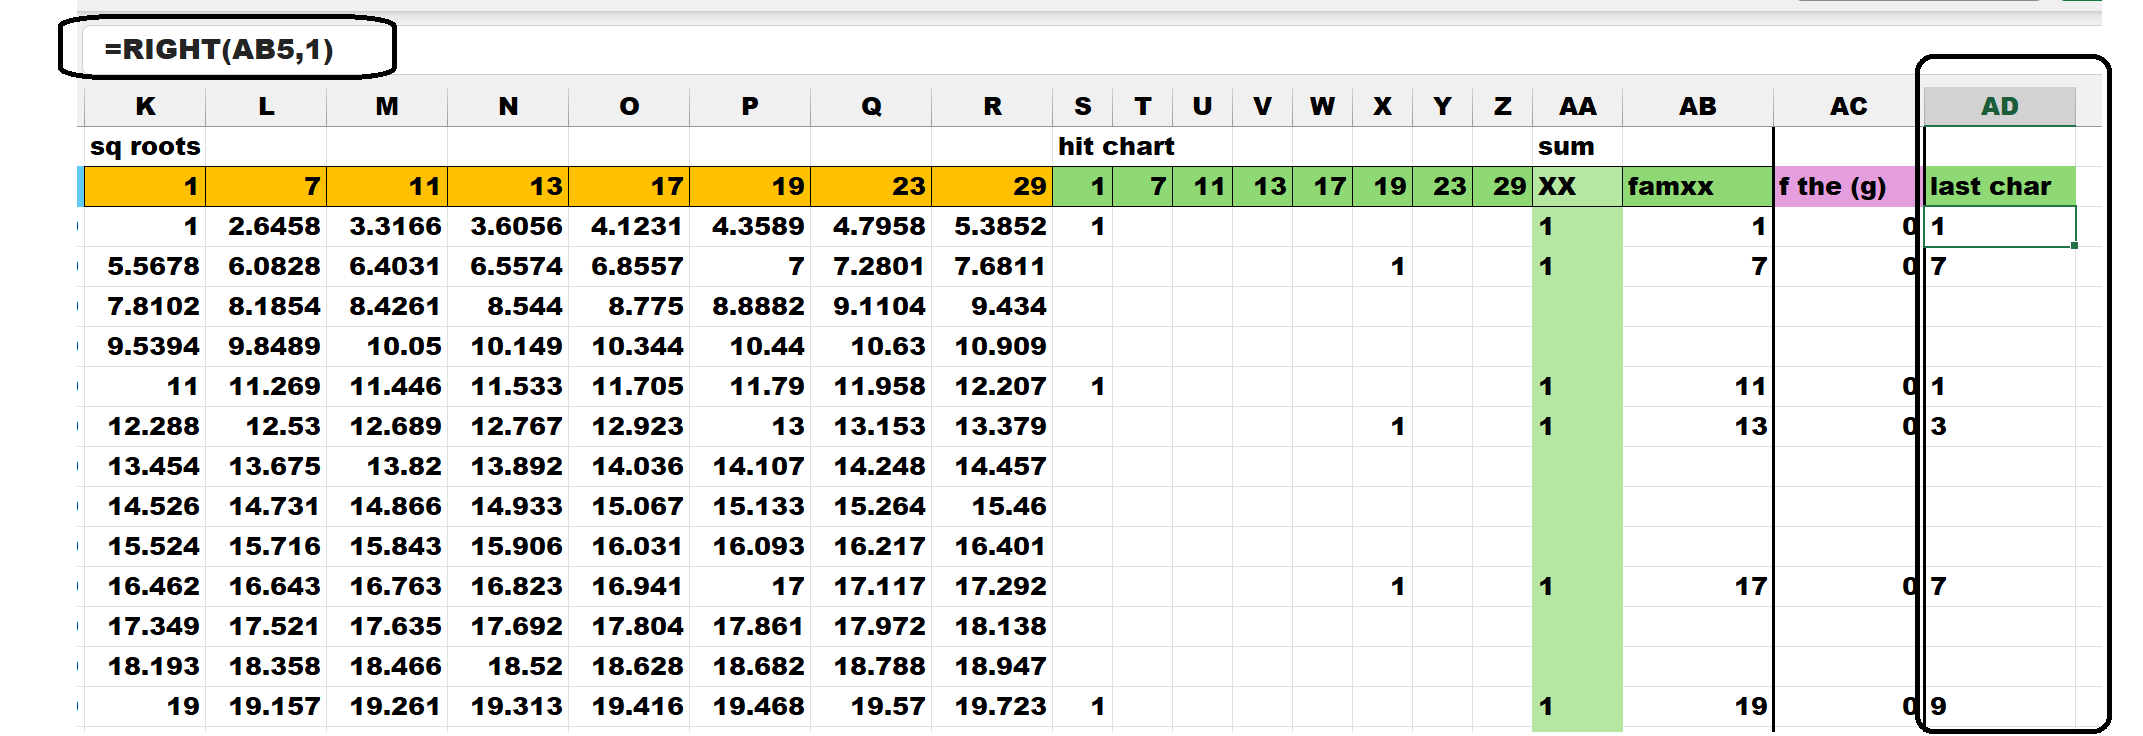 =RIGHT(AB5,1)
K L M N O P Q R S T U V W X Y Z AA AB AC AD
sq roots hit chart sum
1 7 11 13 17 19 23 29 1 7 11 13 17 19 23 29 XX famxx f the (g) last char
1 2.6458 3.3166 3.6056 4.1231 4.3589 4.7958 5.3852 1 1 1 0 1
5.5678 6.0828 6.4031 6.5574 6.8557 7 7.2801 7.6811 1 1 7 0 7
7.8102 8.1854 8.4261 8.544 8.775 8.8882 9.1104 9.434
9.5394 9.8489 10.05 10.149 10.344 10.44 10.63 10.909
11 11.269 11.446 11.533 11.705 11.79 11.958 12.207 1 1 11 0 1
12.288 12.53 12.689 12.767 12.923 13 13.153 13.379 1 1 13 0 3
13.454 13.675 13.82 13.892 14.036 14.107 14.248 14.457
14.526 14.731 14.866 14.933 15.067 15.133 15.264 15.46
15.524 15.716 15.843 15.906 16.031 16.093 16.217 16.401
16.462 16.643 16.763 16.823 16.941 17 17.117 17.292 1 1 17 0 7
17.349 17.521 17.635 17.692 17.804 17.861 17.972 18.138
18.193 18.358 18.466 18.52 18.628 18.682 18.788 18.947
19 19.157 19.261 19.313 19.416 19.468 19.57 19.723 1 1 19 0 9